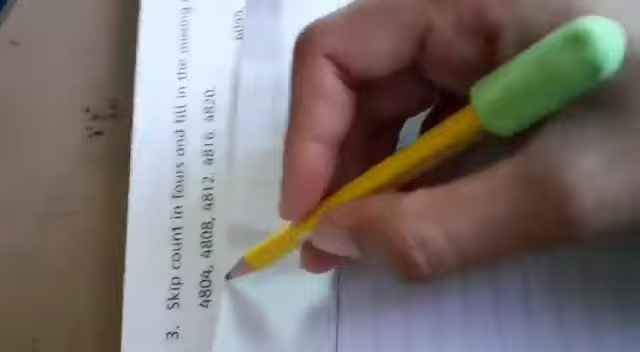 3. Skip count in fours and fill in the missing
4804, 4808, 4812, 4816, 4820,